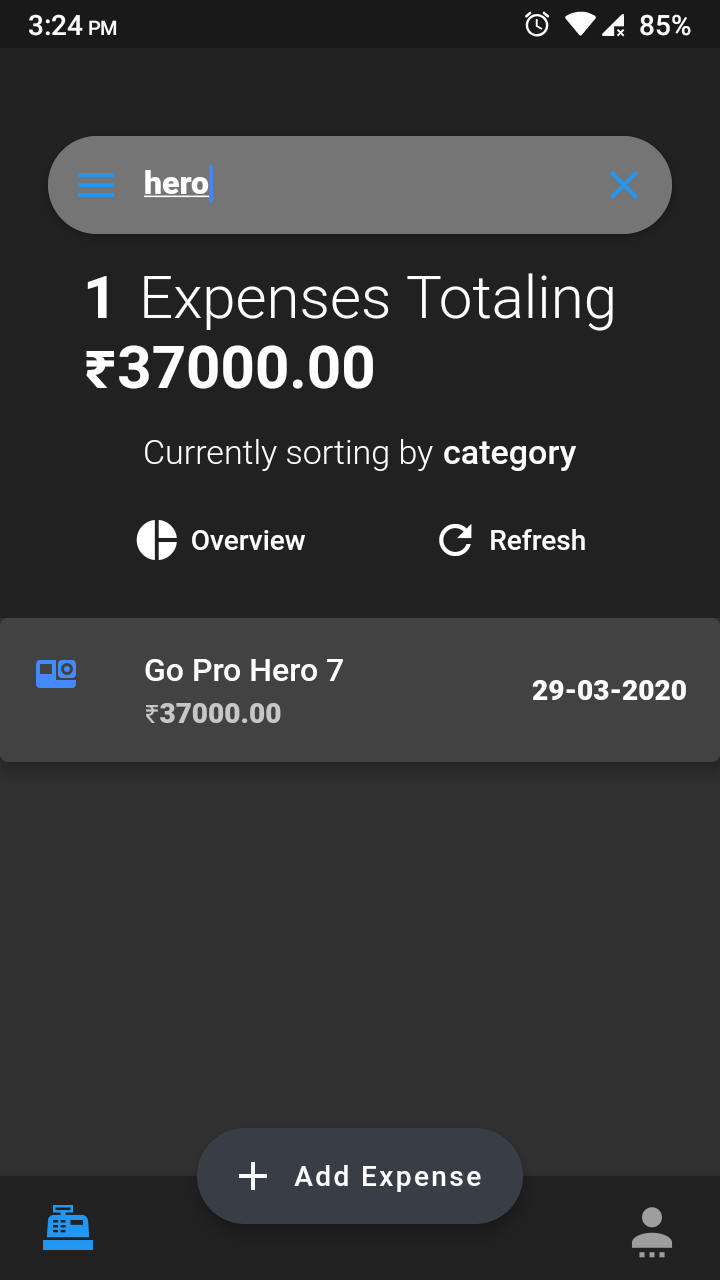 3:24 PM 85%
hero
1 Expenses Totaling
₹37000.00
Currently sorting by category
Overview Refresh
Go Pro Hero 7
₹37000.00
29-03-2020
Add Expense